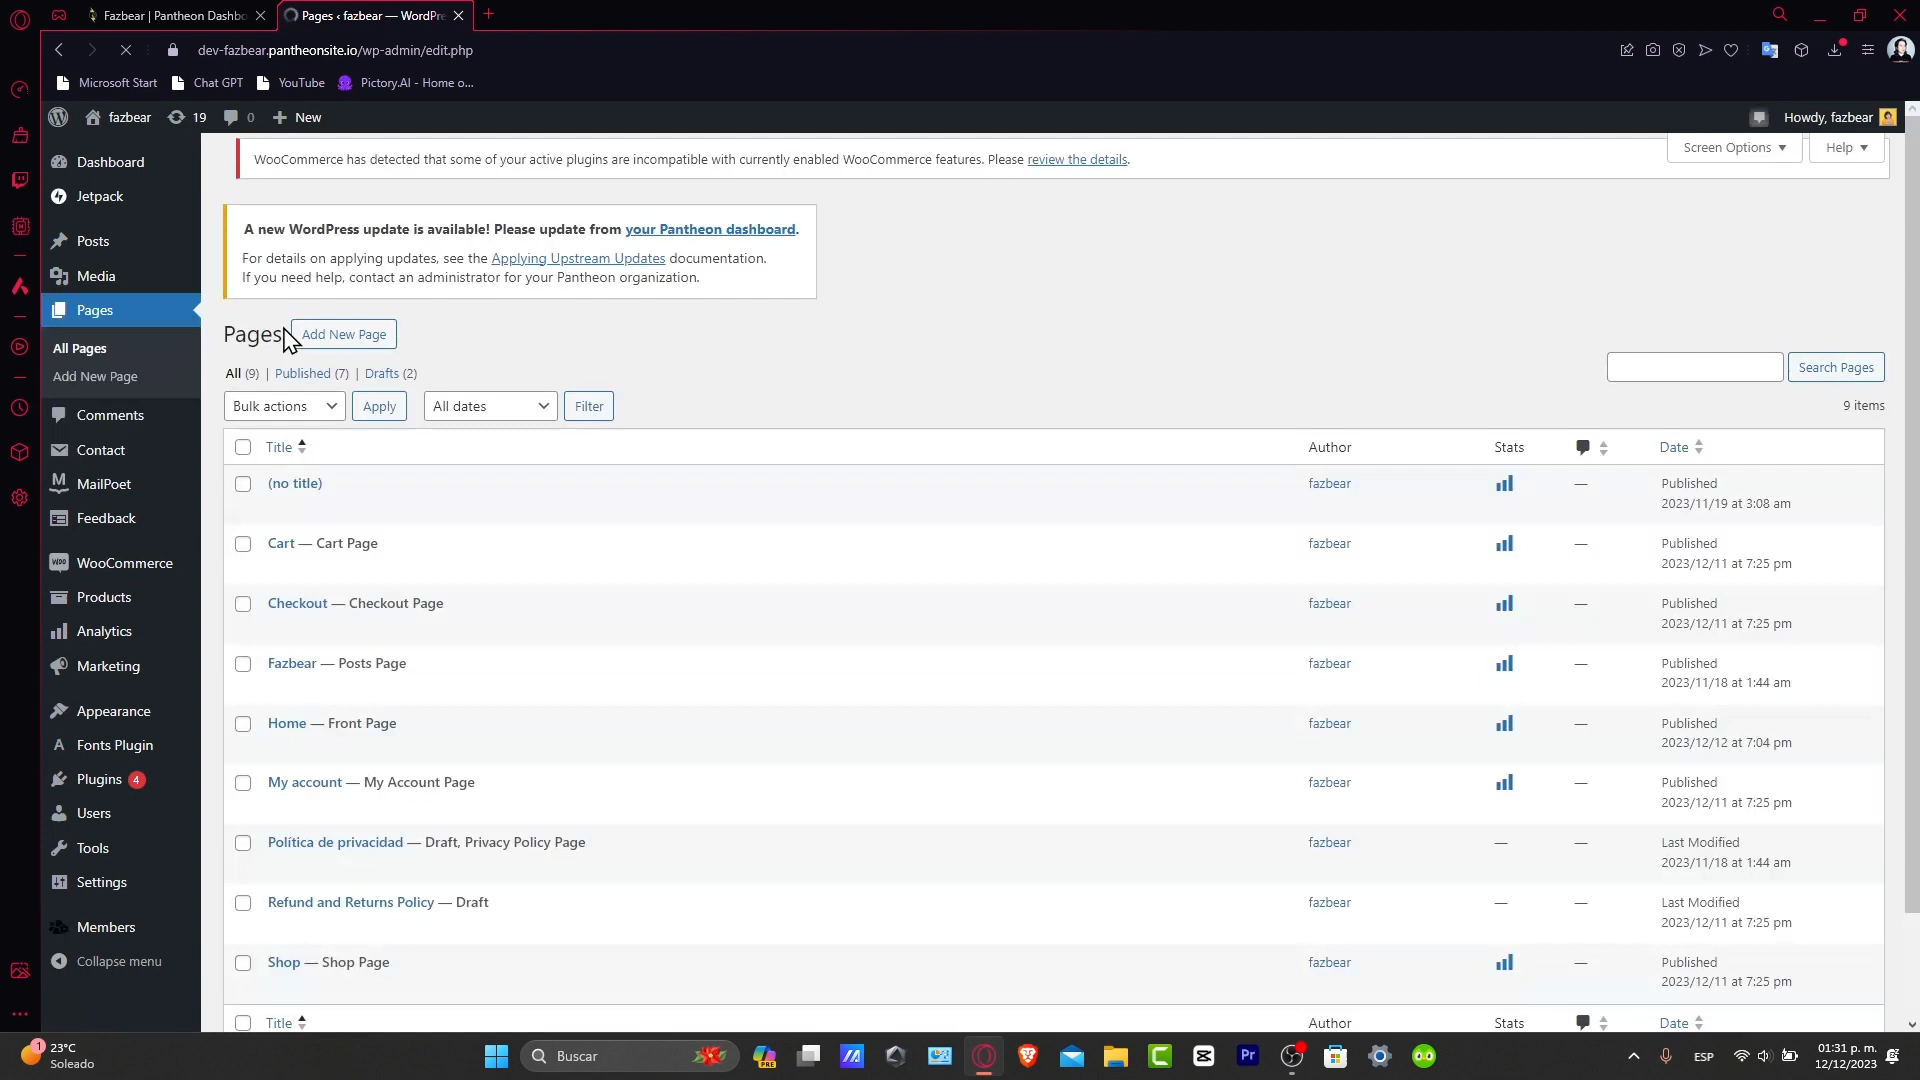 Fazbear | Pantheon Dashbo
Pages ‹ fazbear — WordPre
dev-fazbear.pantheonsite.io/wp-admin/edit.php
Microsoft Start
Chat GPT
YouTube
Pictory.AI - Home o...
fazbear
19
0
New
Howdy, fazbear
Dashboard
Jetpack
Posts
Media
Pages
All Pages
Add New Page
Comments
Contact
MailPoet
Feedback
WooCommerce
Products
Analytics
Marketing
Appearance
Fonts Plugin
Plugins 4
Users
Tools
Settings
Members
Collapse menu
WooCommerce has detected that some of your active plugins are incompatible with currently enabled WooCommerce features. Please review the details.
Screen Options
Help
A new WordPress update is available! Please update from your Pantheon dashboard.
For details on applying updates, see the Applying Upstream Updates documentation.
If you need help, contact an administrator for your Pantheon organization.
Pages Add New Page
All (9) | Published (7) | Drafts (2)
Search Pages
Bulk actions Apply All dates Filter
9 items
Title Author Stats Date
(no title) fazbear — Published
2023/11/19 at 3:08 am
Cart — Cart Page fazbear — Published
2023/12/11 at 7:25 pm
Checkout — Checkout Page fazbear — Published
2023/12/11 at 7:25 pm
Fazbear — Posts Page fazbear — Published
2023/11/18 at 1:44 am
Home — Front Page fazbear — Published
2023/12/12 at 7:04 pm
My account — My Account Page fazbear — Published
2023/12/11 at 7:25 pm
Política de privacidad — Draft, Privacy Policy Page fazbear — — Last Modified
2023/11/18 at 1:44 am
Refund and Returns Policy — Draft fazbear — — Last Modified
2023/12/11 at 7:25 pm
Shop — Shop Page fazbear — Published
2023/12/11 at 7:25 pm
Title Author Stats Date
1
23°C
Soleado
Buscar
PRE
Pr
ESP
01:31 p. m.
12/12/2023